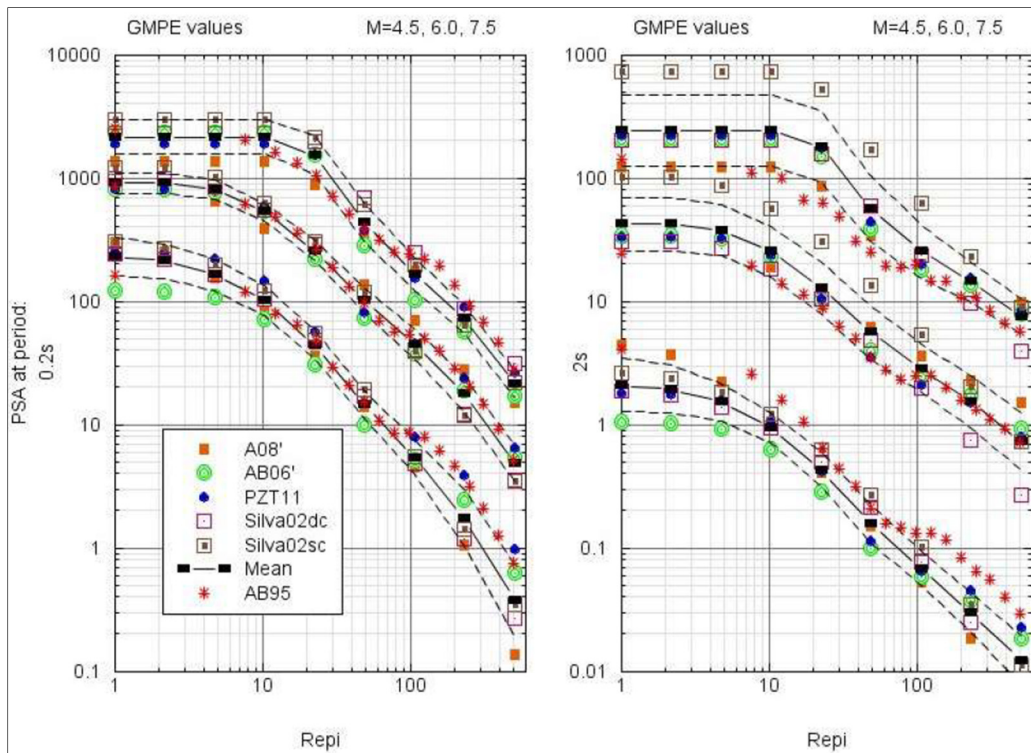 GMPE values M=4.5, 6.0, 7.5
10000
1000
100
10
1
0.1
PSA at period:
0.2s
A08'
AB06'
PZT11
Silva02dc
Silva02sc
Mean
AB95
1 10 100
Repi
GMPE values M=4.5, 6.0, 7.5
1000
100
10
1
0.1
0.01
2s
1 10 100
Repi